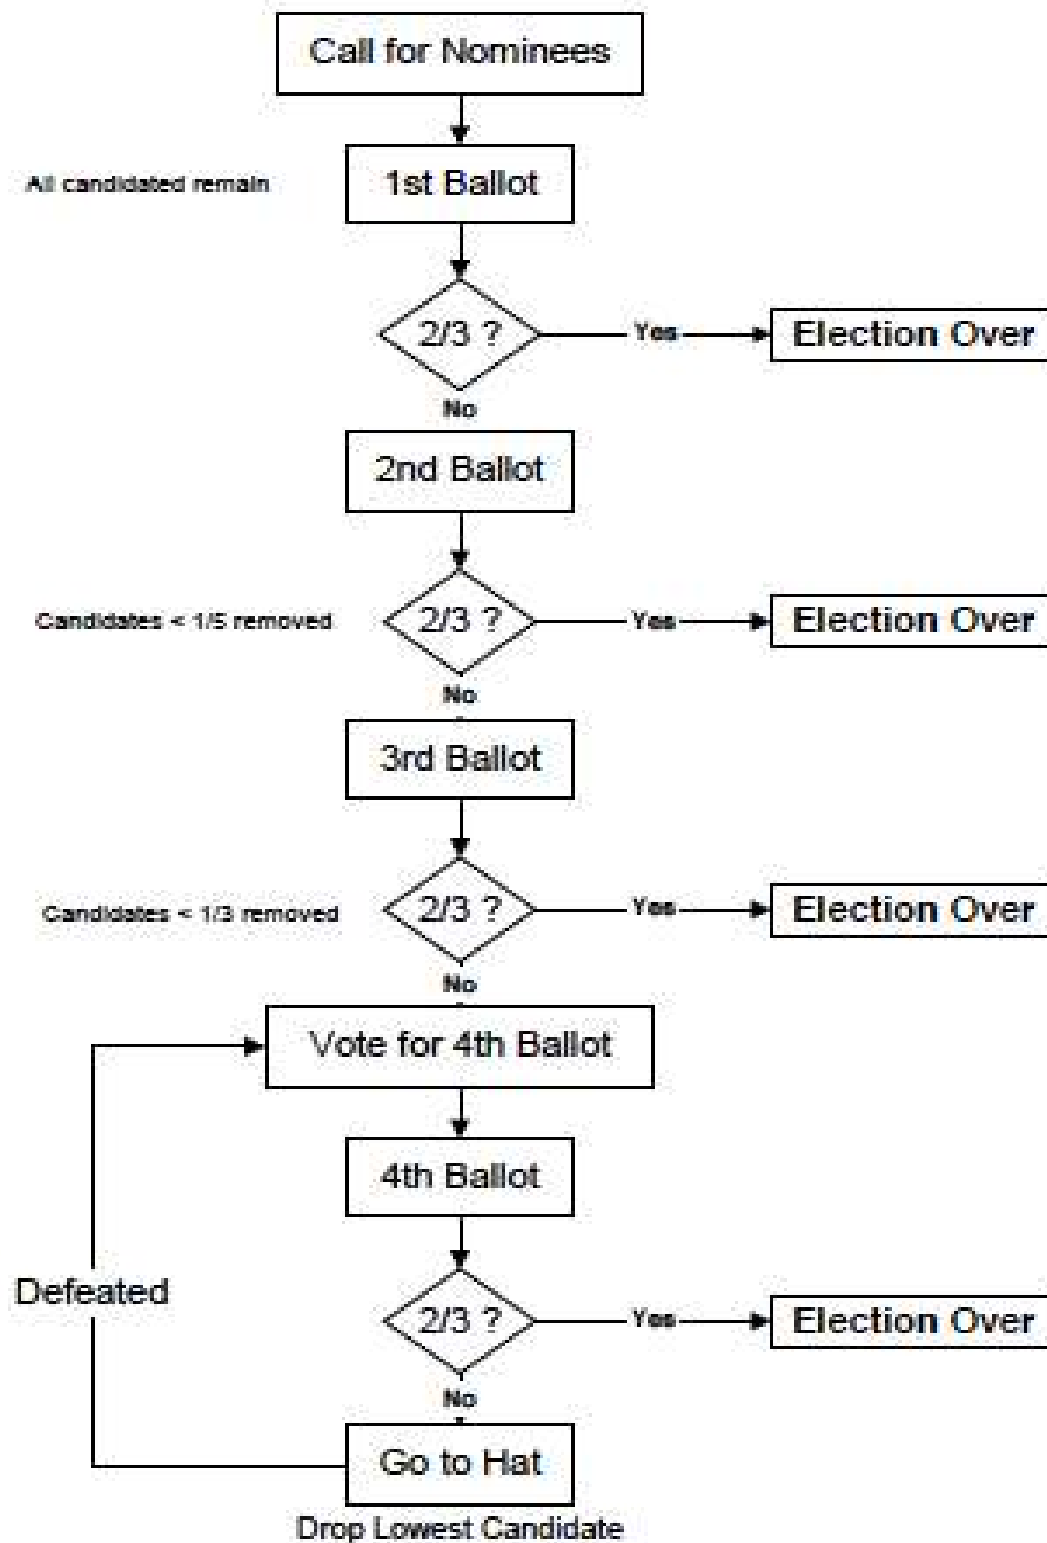 Call for Nominees
All candidated remain
1st Ballot
2/3 ?
Yes
Election Over
No
2nd Ballot
Candidates < 1/5 removed
2/3 ?
Yes
Election Over
No
3rd Ballot
Candidates < 1/3 removed
2/3 ?
Yes
Election Over
No
Vote for 4th Ballot
4th Ballot
Defeated
2/3 ?
Yes
Election Over
No
Go to Hat
Drop Lowest Candidate